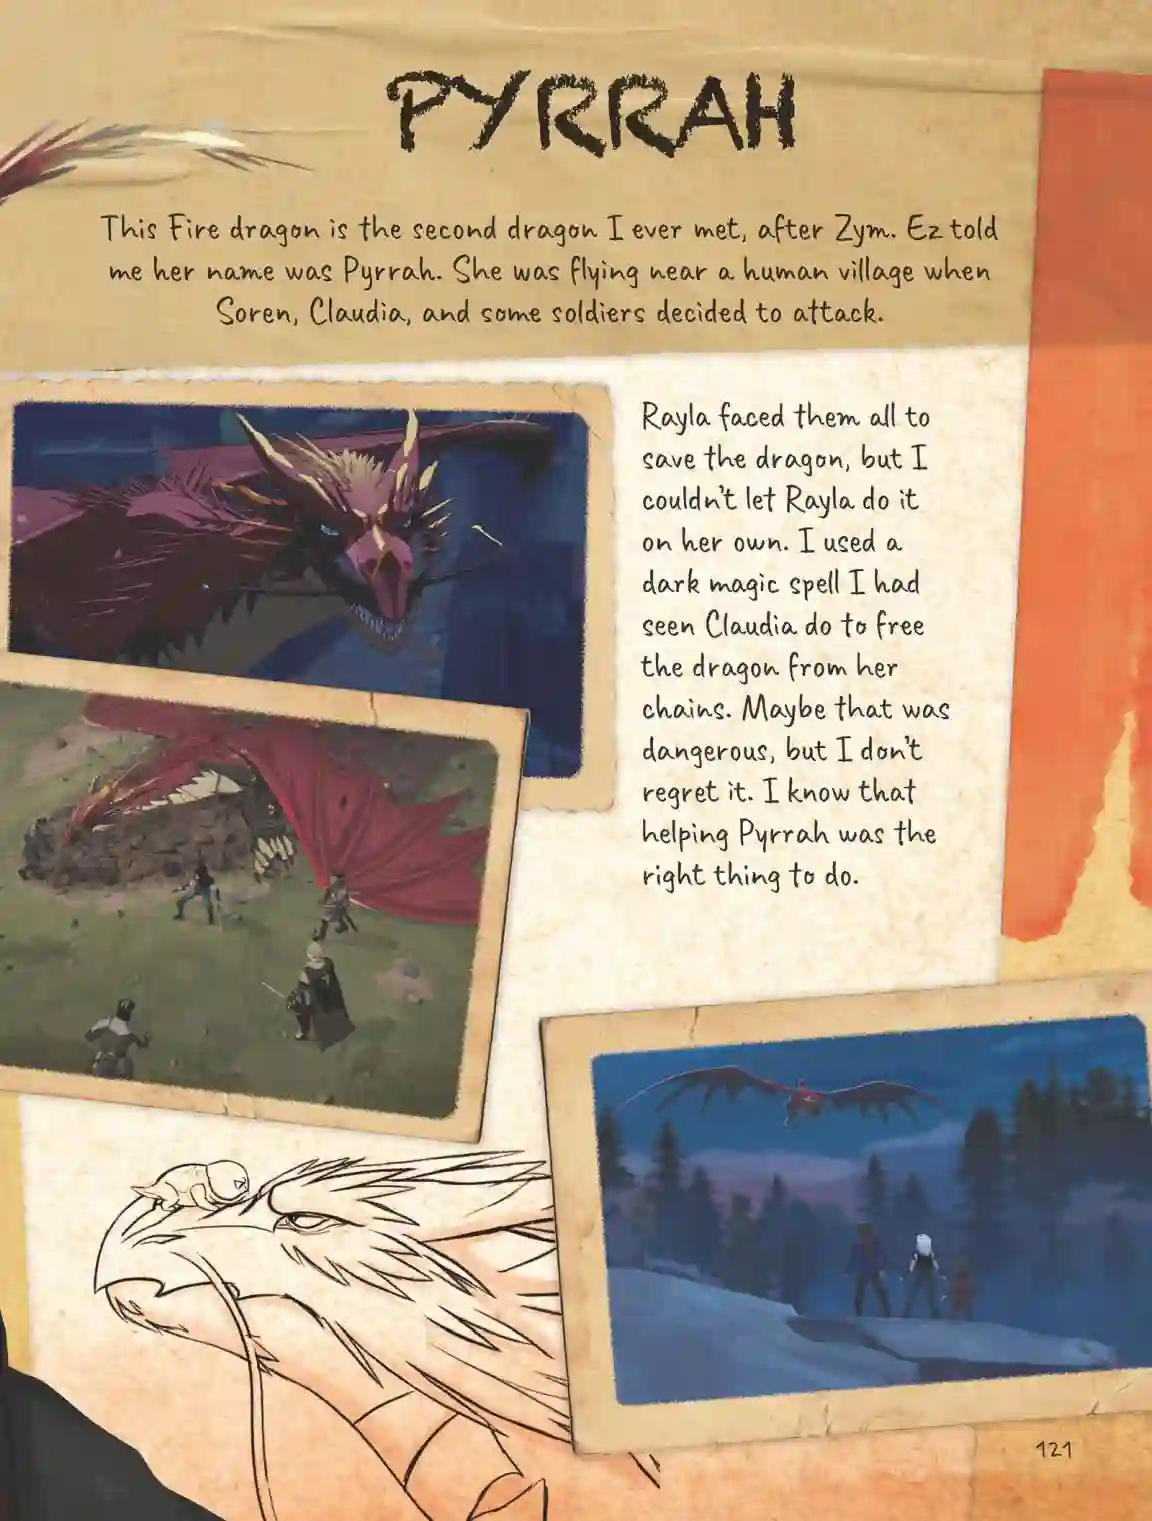 PYRRAH
This Fire dragon is the second dragon I ever met, after Zym. Ez told
me her name was Pyrrah. She was flying near a human village when
Soren, Claudia, and some soldiers decided to attack.
Rayla faced them all to
save the dragon, but I
couldn't let Rayla do it
on her own. I used a
dark magic spell I had
seen Claudia do to free
the dragon from her
chains. Maybe that was
dangerous, but I don't
regret it. I know that
helping Pyrrah was the
right thing to do.
121